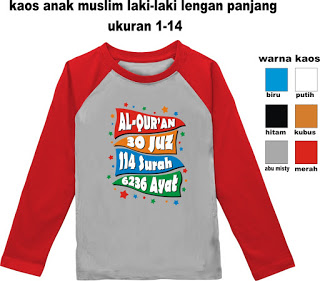 kaos anak muslim laki-laki lengan panjang
ukuran 1-14
AL-QUR'AN
30 Juz
114 Surah
6236 Ayat
warna kaos
biru putih
hitam kubus
abu misty merah